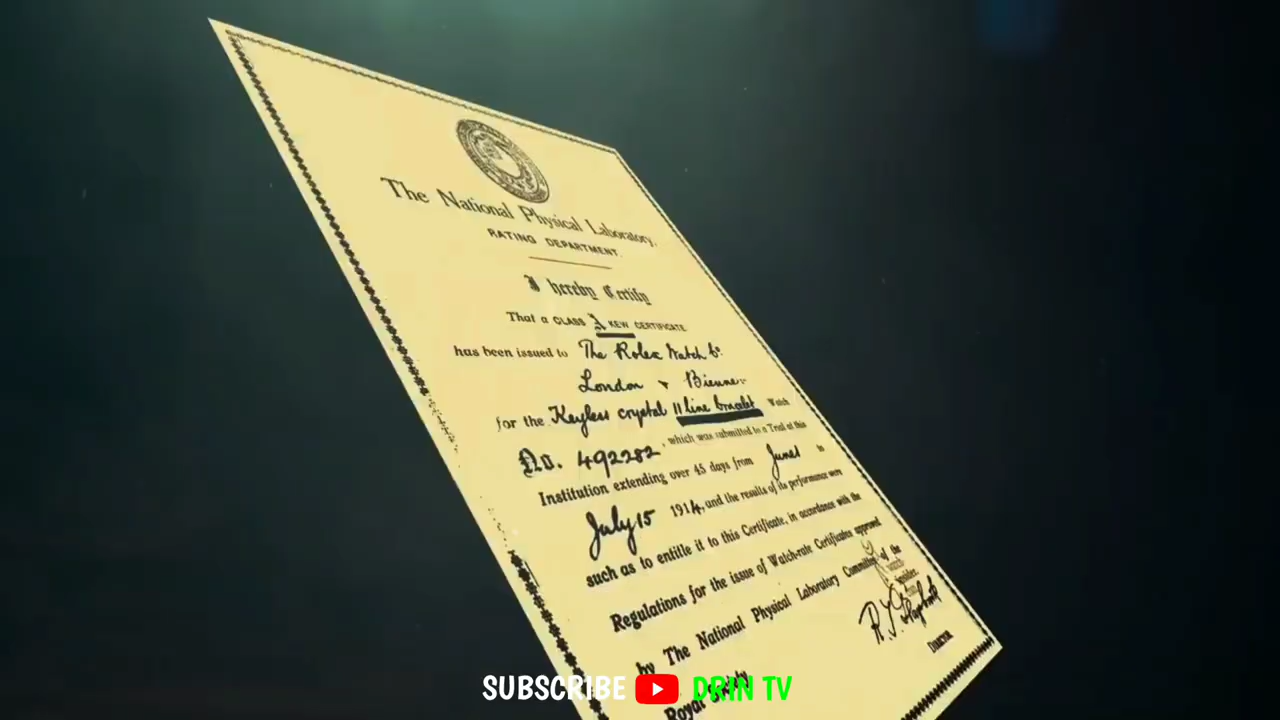 The National Physical Laboratory.
RATING DEPARTMENT
I hereby Certify
That a CLASS A KEW CERTIFICATE
has been issued to The Rolex Watch Co.
London & Bienne
for the Keyless crystal 11 line bracelet Watch
No. 492282, which was submitted to a Trial at this
Institution extending over 45 days from June 1 to
July 15 1914, and the results of its performance were
such as to entitle it to this Certificate, in accordance with the
Regulations for the issue of Watch-rate Certificates approved
by The National Physical Laboratory Committee of the
Royal Society
DIRECTOR
SUBSCRIBE DRIN TV